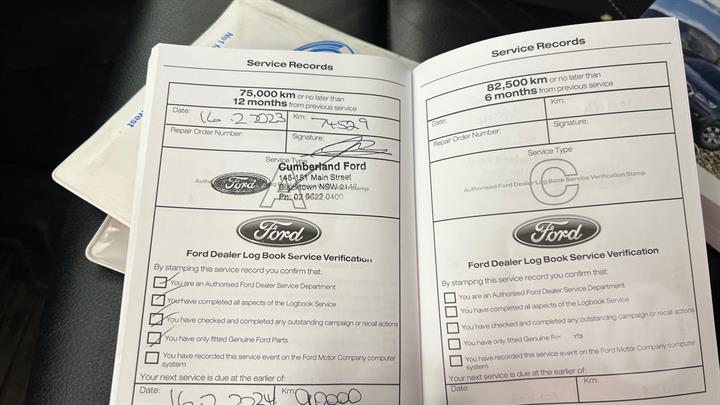 Service Records
75,000 km or no later than
12 months from previous service
Date: 16.2.2023 Km: 74529
Repair Order Number: Signature:
Service Type
A
Cumberland Ford
145-161 Main Street
Blacktown NSW 2148
Ph: 02 9622 0400
Ford
Ford
Ford Dealer Log Book Service Verification
By stamping this service record you confirm that:
You are an Authorised Ford Dealer Service Department
You have completed all aspects of the Logbook Service
You have checked and completed any outstanding campaign or recall actions
You have only fitted Genuine Ford Parts
You have recorded this service event on the Ford Motor Company computer
system
Your next service is due at the earlier of:
Date: 16.2.2024 Km: 90000
Service Records
82,500 km or no later than
6 months from previous service
Date: Km:
Repair Order Number: Signature:
Service Type
C
Authorised Ford Dealer Log Book Service Verification Stamp
Ford
Ford Dealer Log Book Service Verification
By stamping this service record you confirm that:
You are an Authorised Ford Dealer Service Department
You have completed all aspects of the Logbook Service
You have checked and completed any outstanding campaign or recall actions
You have only fitted Genuine
You have recorded this service event on the Ford Motor Company computer
system
Your next service is due at the earlier of:
Date: Km: